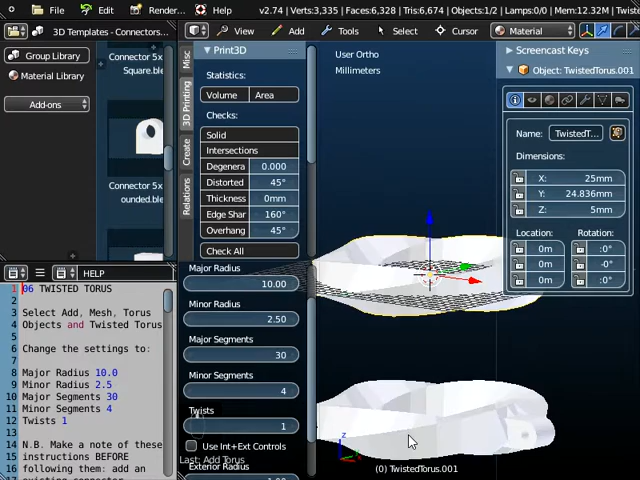 File
Edit
Render
Help
v2.74 | Verts:3,335 | Faces:6,328 | Tris:6,674 | Objects:1/2 | Lamps:0/0 | Mem:12.32M | Twiste
3D Templates - Connectors
View
Add
Tools
Select
Curves
Material
Group Library
Material Library
Add-ons
Connector 5x
Square.ble
Connector 5x
ounded.ble
Misc
3D Printing
Create
Relations
Print3D
Statistics:
Volume
Area
Checks:
Solid
Intersections
Degenera 0.000
Distorted 45°
Thickness 0mm
Edge Shar 160°
Overhang 45°
Check All
User Ortho
Millimeters
Screencast Keys
Object: TwistedTorus.001
Name: TwistedT...
Dimensions:
X: 25mm
Y: 24.836mm
Z: 5mm
Location:
Rotation:
0m
:0°
0m
-0°
0m
:0°
HELP
1 06 TWISTED TORUS
2
3 Select Add, Mesh, Torus
4 Objects and Twisted Torus
5
6 Change the settings to:
7
8 Major Radius 10.0
9 Minor Radius 2.5
10 Major Segments 30
11 Minor Segments 4
12 Twists 1
13
14 N.B. Make a note of these
15 instructions BEFORE
16 following them: add an
Major Radius
10.00
Minor Radius
2.50
Major Segments
30
Minor Segments
4
Twists
1
Use Int+Ext Controls
Last: Add Torus
Exterior Radius
z
(0) TwistedTorus.001